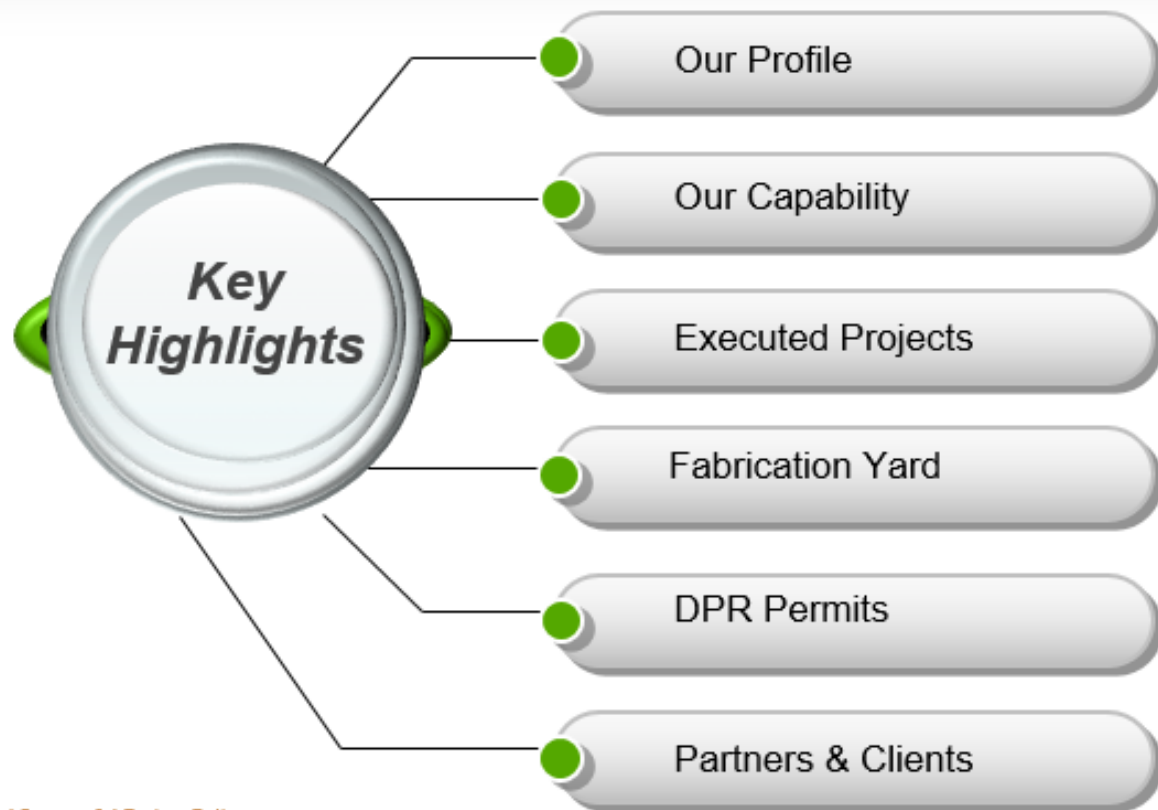 Key
Highlights
Our Profile
Our Capability
Executed Projects
Fabrication Yard
DPR Permits
Partners & Clients